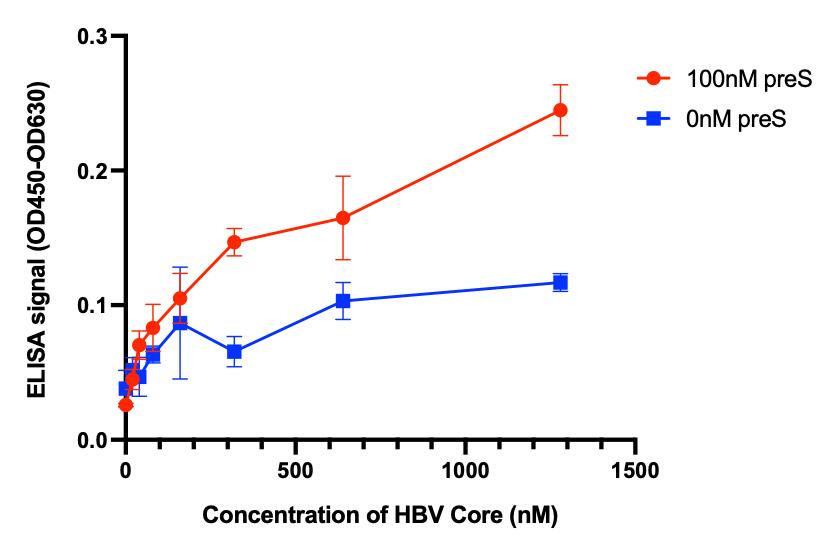 0.3
0.2
0.1
0.0
ELISA signal (OD450-OD630)
0
500
1000
1500
Concentration of HBV Core (nM)
100nM preS
0nM preS